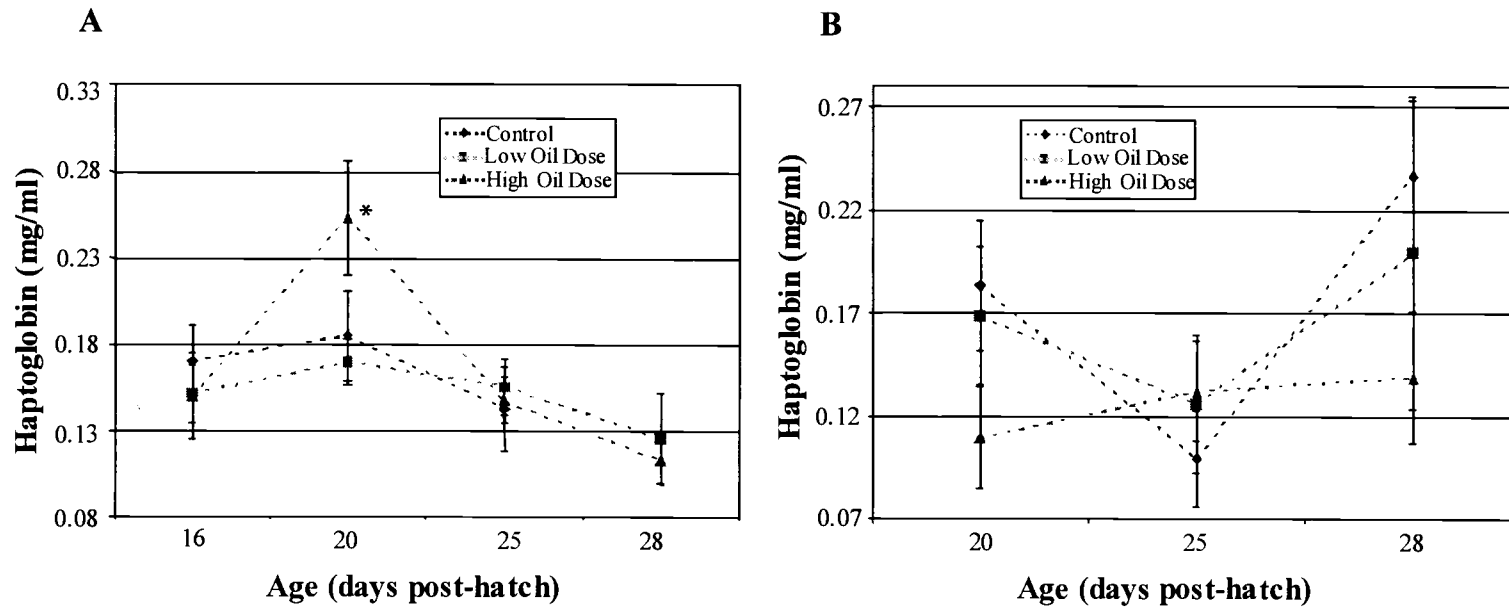 A
Haptoglobin (mg/ml)
0.33
0.28
0.23
0.18
0.13
0.08
Control
Low Oil Dose
High Oil Dose
*
16 20 25 28
Age (days post-hatch)
B
Haptoglobin (mg/ml)
0.27
0.22
0.17
0.12
0.07
Control
Low Oil Dose
High Oil Dose
20 25 28
Age (days post-hatch)